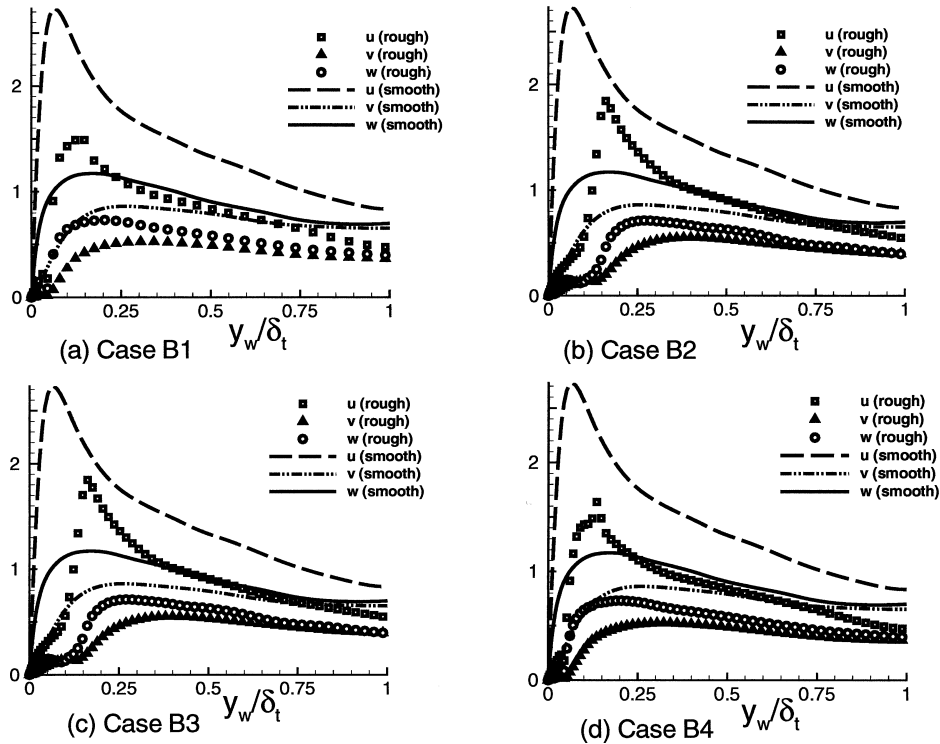 2
1
0
u (rough)
v (rough)
w (rough)
u (smooth)
v (smooth)
w (smooth)
0 0.25 0.5 0.75 1
y_w/δ_t
(a) Case B1
2
1
0
u (rough)
v (rough)
w (rough)
u (smooth)
v (smooth)
w (smooth)
0 0.25 0.5 0.75 1
y_w/δ_t
(b) Case B2
2
1
0
u (rough)
v (rough)
w (rough)
u (smooth)
v (smooth)
w (smooth)
0 0.25 0.5 0.75 1
y_w/δ_t
(c) Case B3
2
1
0
u (rough)
v (rough)
w (rough)
u (smooth)
v (smooth)
w (smooth)
0 0.25 0.5 0.75 1
y_w/δ_t
(d) Case B4